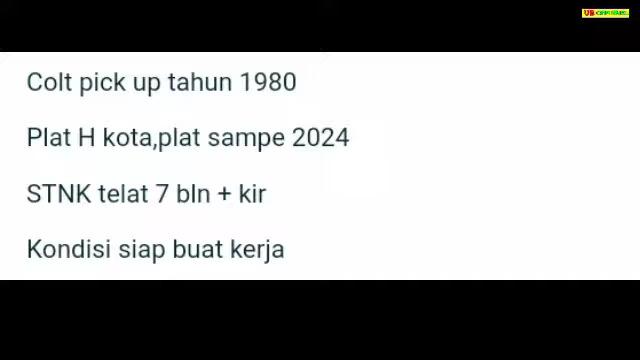 Colt pick up tahun 1980
Plat H kota,plat sampe 2024
STNK telat 7 bln + kir
Kondisi siap buat kerja